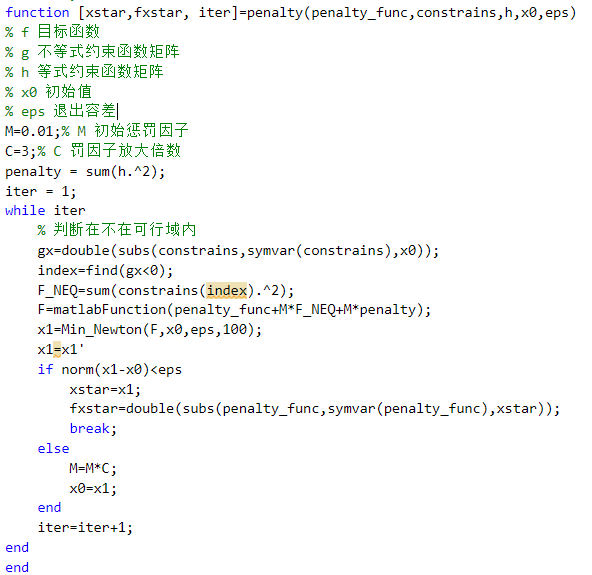 function [xstar,fxstar, iter]=penalty(penalty_func,constrains,h,x0,eps)
% f 目标函数
% g 不等式约束函数矩阵
% h 等式约束函数矩阵
% x0 初始值
% eps 退出容差
M=0.01;% M 初始惩罚因子
C=3;% C 罚因子放大倍数
penalty = sum(h.^2);
iter = 1;
while iter
    % 判断在不在可行域内
    gx=double(subs(constrains,symvar(constrains),x0));
    index=find(gx<0);
    F_NEQ=sum(constrains(index).^2);
    F=matlabFunction(penalty_func+M*F_NEQ+M*penalty);
    x1=Min_Newton(F,x0,eps,100);
    x1=x1'
    if norm(x1-x0)<eps
        xstar=x1;
        fxstar=double(subs(penalty_func,symvar(penalty_func),xstar));
        break;
    else
        M=M*C;
        x0=x1;
    end
    iter=iter+1;
end
end